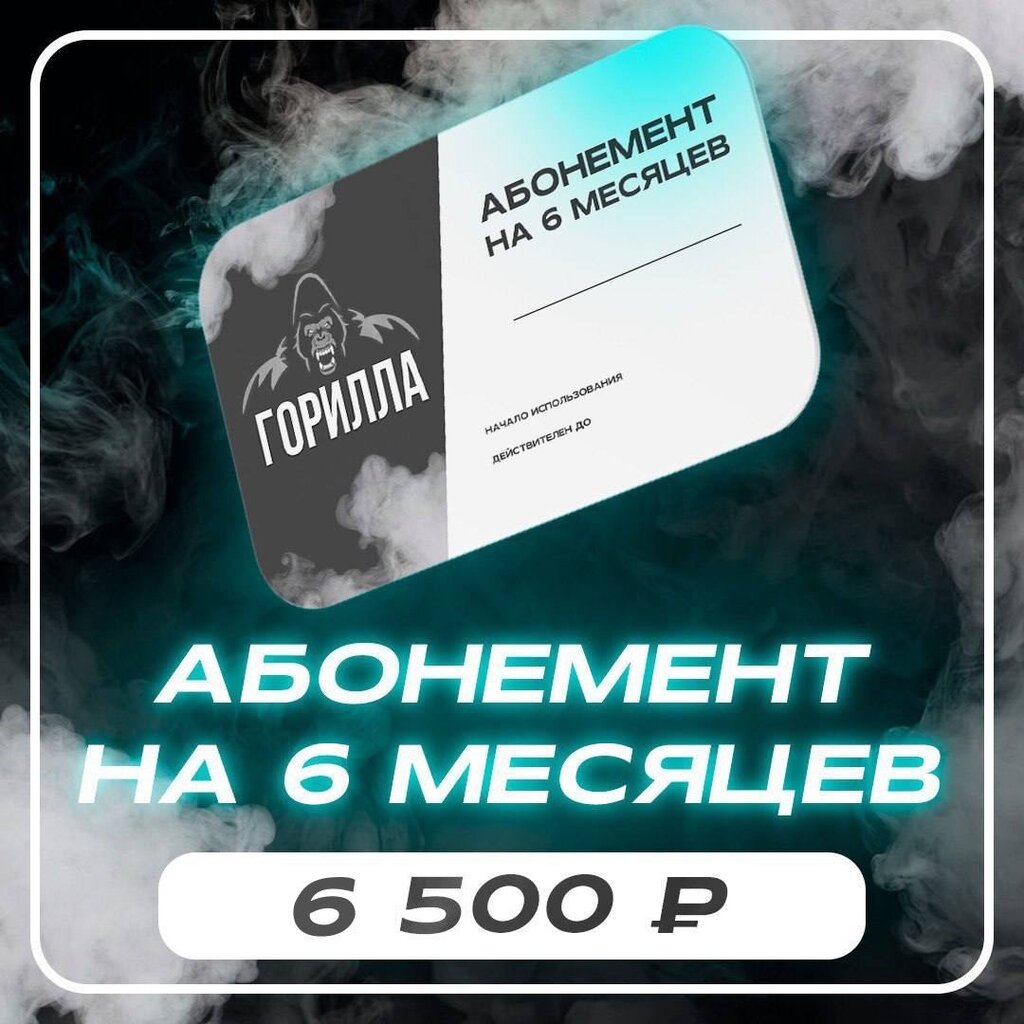 АБОНЕМЕНТ
НА 6 МЕСЯЦЕВ
ГОРИЛЛА
НАЧАЛО ИСПОЛЬЗОВАНИЯ
ДЕЙСТВИТЕЛЕН ДО
АБОНЕМЕНТ
НА 6 МЕСЯЦЕВ
6 500 ₽